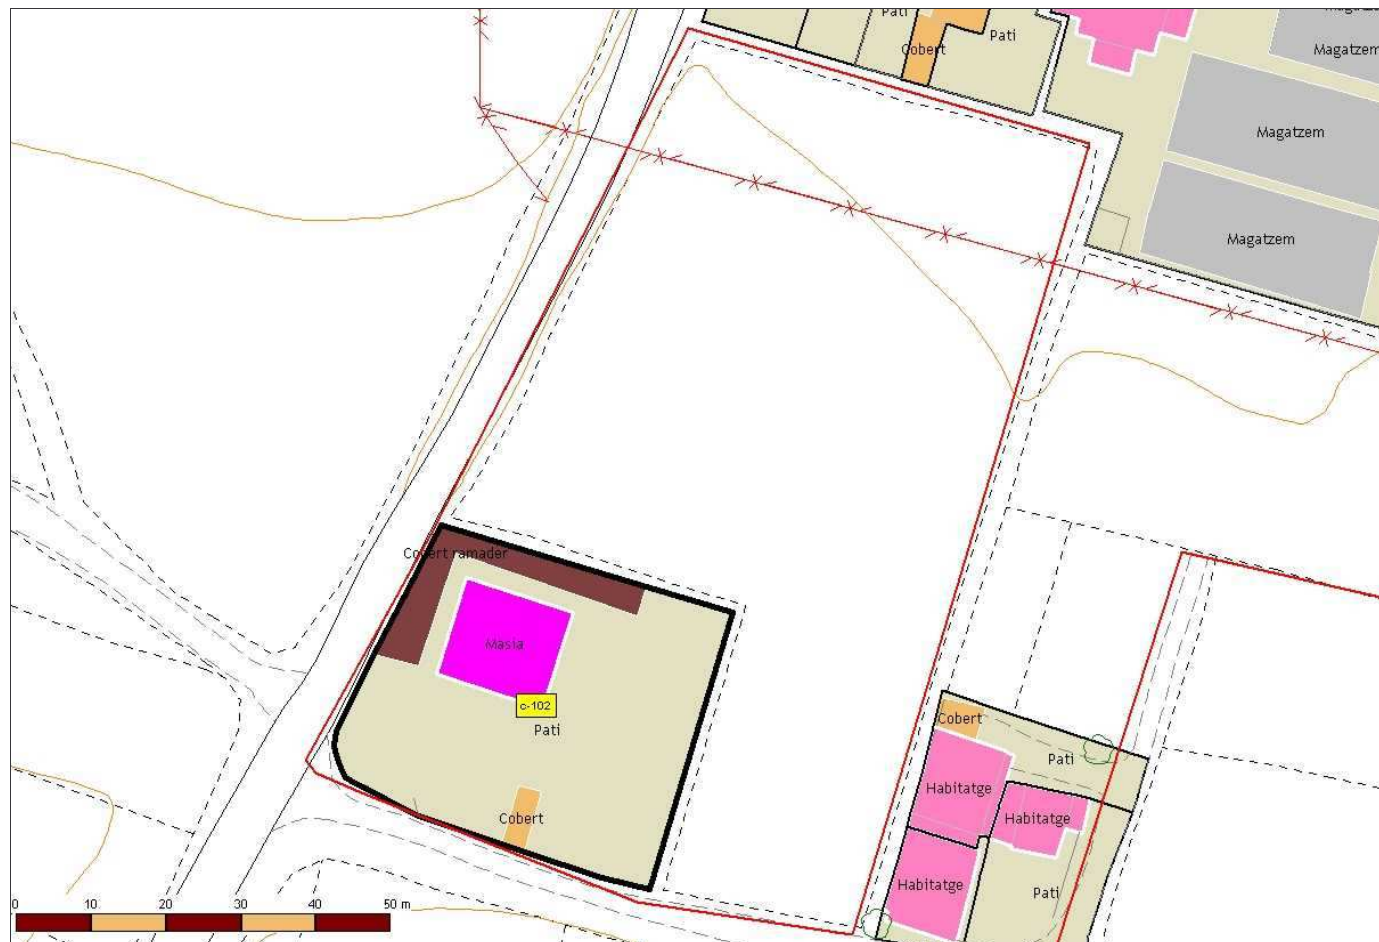 Pati
Cobert
Pati
Magatzem
Magatzem
Magatzem
Cobert ramader
Masia
c-102
Pati
Cobert
Cobert
Pati
Habitatge
Habitatge
Habitatge
Pati
0 10 20 30 40 50 m